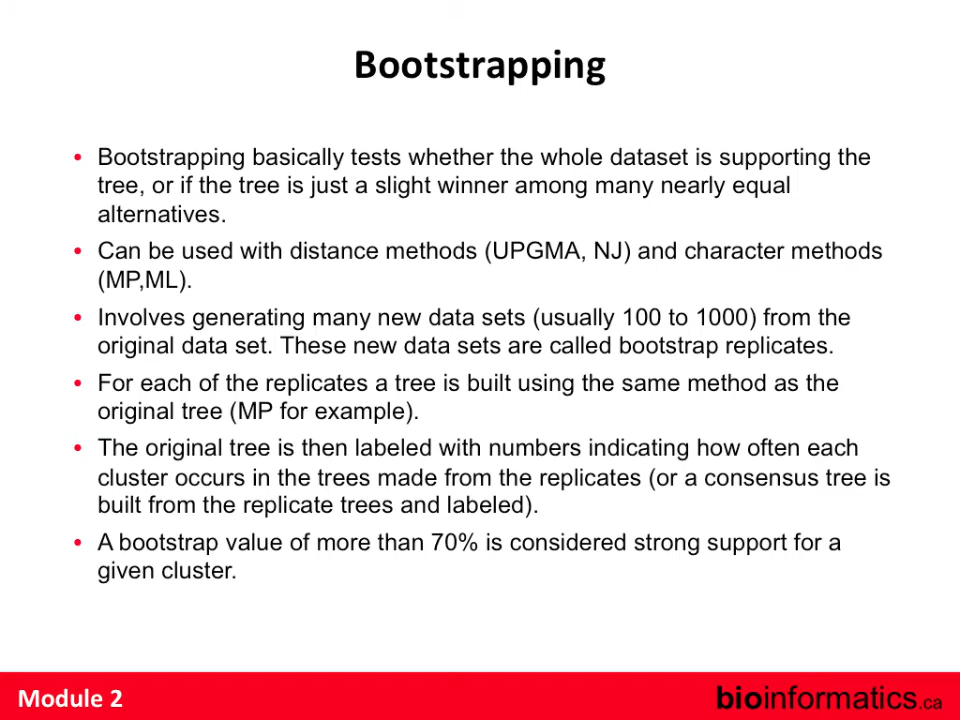 Bootstrapping
• Bootstrapping basically tests whether the whole dataset is supporting the
tree, or if the tree is just a slight winner among many nearly equal
alternatives.
• Can be used with distance methods (UPGMA, NJ) and character methods
(MP,ML).
• Involves generating many new data sets (usually 100 to 1000) from the
original data set. These new data sets are called bootstrap replicates.
• For each of the replicates a tree is built using the same method as the
original tree (MP for example).
• The original tree is then labeled with numbers indicating how often each
cluster occurs in the trees made from the replicates (or a consensus tree is
built from the replicate trees and labeled).
• A bootstrap value of more than 70% is considered strong support for a
given cluster.
Module 2
bioinformatics.ca